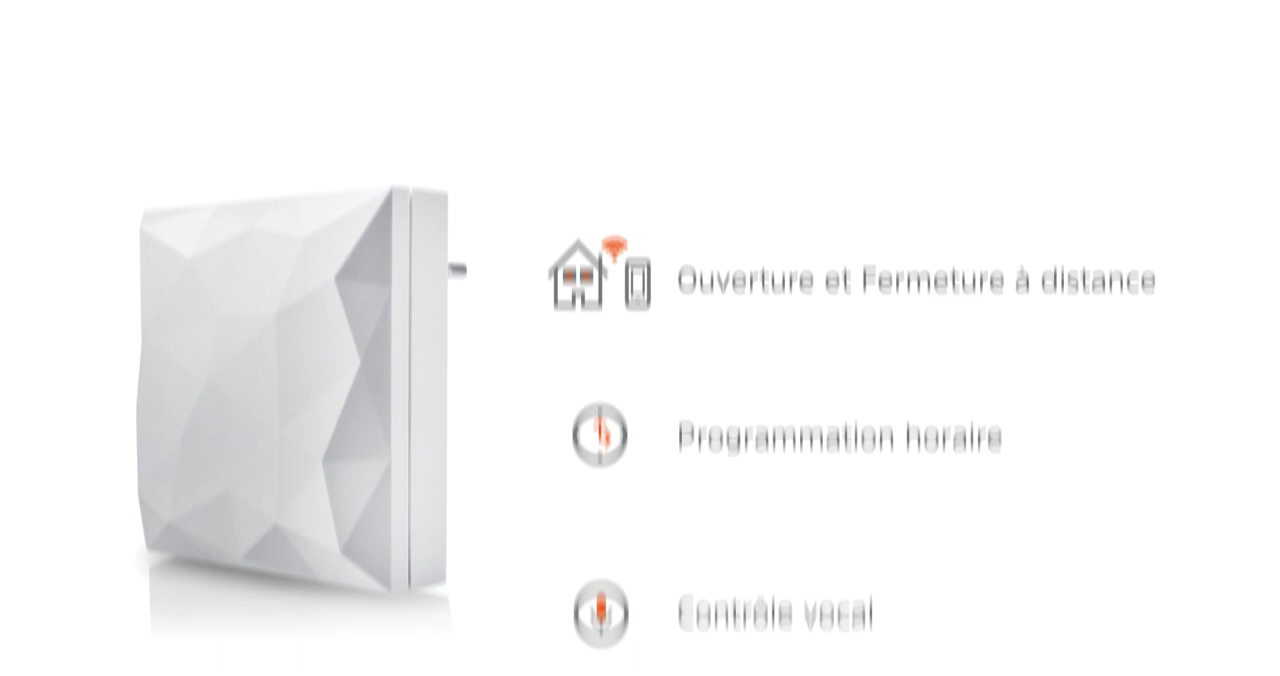 Ouverture et Fermeture à distance
Programmation horaire
Contrôle vocal